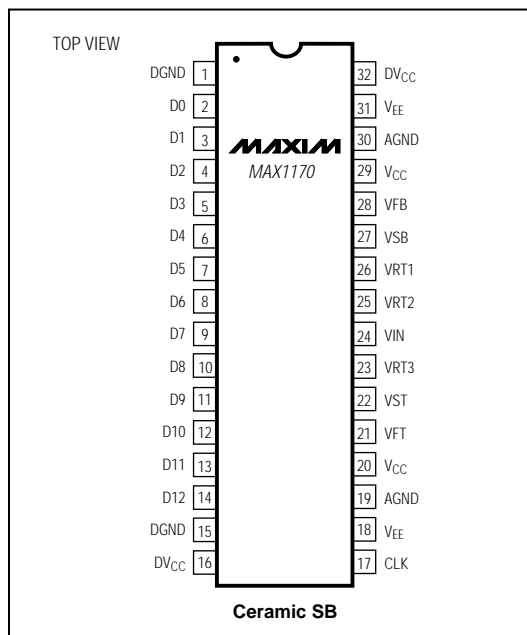 TOP VIEW
DGND 1 32 DVCC
D0 2 31 VEE
D1 3 30 AGND
MAXIM
D2 4 29 VCC
MAX1170
D3 5 28 VFB
D4 6 27 VSB
D5 7 26 VRT1
D6 8 25 VRT2
D7 9 24 VIN
D8 10 23 VRT3
D9 11 22 VST
D10 12 21 VFT
D11 13 20 VCC
D12 14 19 AGND
DGND 15 18 VEE
DVCC 16 17 CLK
Ceramic SB